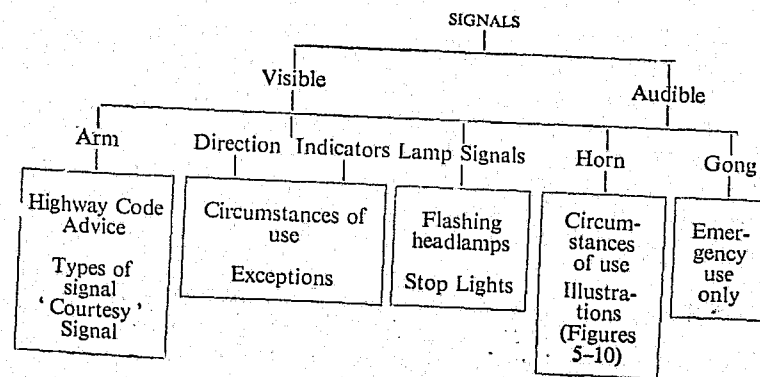 SIGNALS
Visible
Audible
Arm
Direction Indicators
Lamp Signals
Horn
Gong
Highway Code
Advice
Types of
signal
'Courtesy'
Signal
Circumstances of
use
Exceptions
Flashing
headlamps
Stop Lights
Circum-
stances
of use
Illustra-
tions
(Figures
5–10)
Emer-
gency
use
only